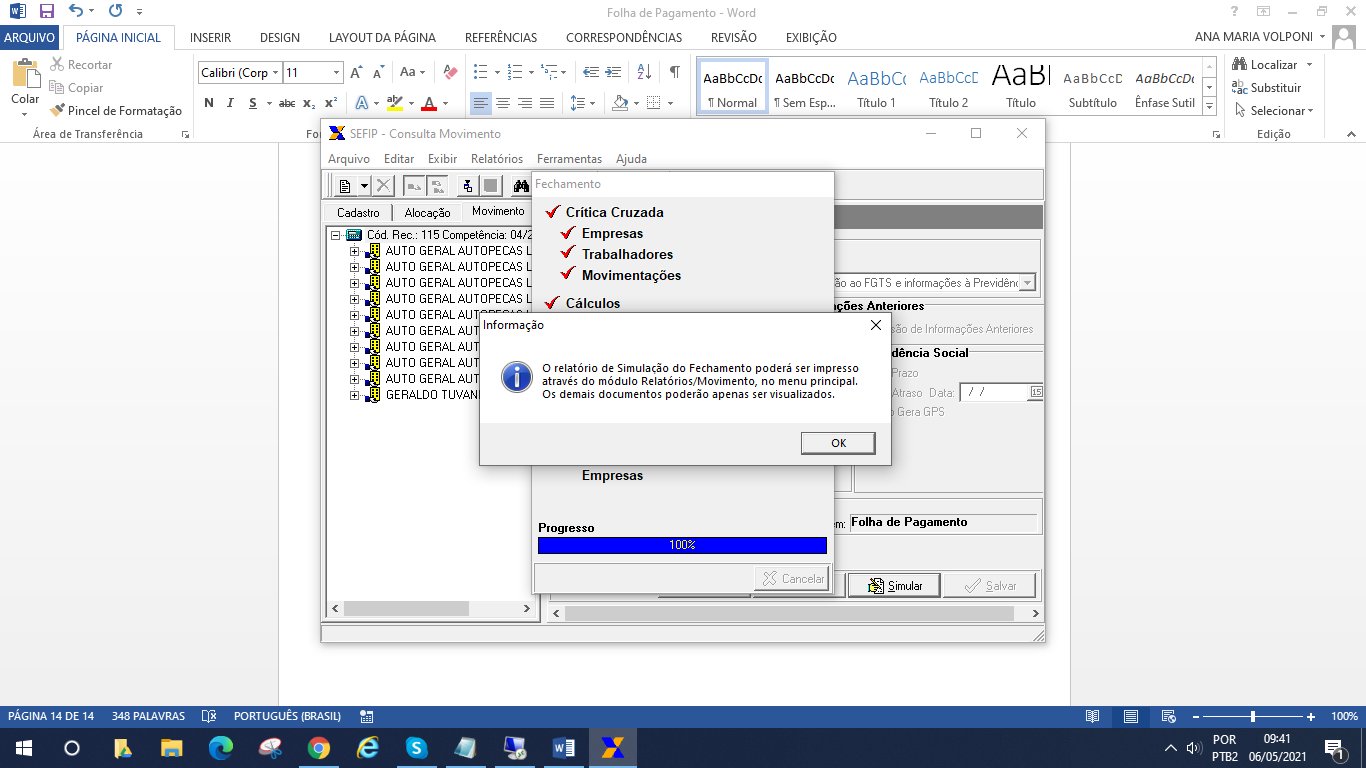 Folha de Pagamento - Word
ARQUIVO PÁGINA INICIAL INSERIR DESIGN LAYOUT DA PÁGINA REFERÊNCIAS CORRESPONDÊNCIAS REVISÃO EXIBIÇÃO ANA MARIA VOLPONI
Colar
Recortar
Copiar
Pincel de Formatação
Área de Transferência
Calibri (Corp 11
N I S abc x₂ x²
AaBbCcDc
¶ Normal
AaBbCcDc
¶ Sem Esp...
AaBbCc
Título 1
AaBbCcD
Título 2
AaB
Título
AaBbCcD
Subtítulo
AaBbCcDc
Ênfase Sutil
Localizar
Substituir
Selecionar
Edição
SEFIP - Consulta Movimento
Arquivo Editar Exibir Relatórios Ferramentas Ajuda
Cadastro Alocação Movimento
Cód. Rec.: 115 Competência: 04/2
AUTO GERAL AUTOPECAS L
AUTO GERAL AUTOPECAS L
AUTO GERAL AUTOPECAS L
AUTO GERAL AUTOPECAS L
AUTO GERAL AUT
AUTO GERAL AUT
AUTO GERAL AUT
AUTO GERAL AUT
AUTO GERAL AUT
GERALDO TUVAN
Fechamento
Crítica Cruzada
Empresas
Trabalhadores
Movimentações
Cálculos
Informação
O relatório de Simulação do Fechamento poderá ser impresso
através do módulo Relatórios/Movimento, no menu principal.
Os demais documentos poderão apenas ser visualizados.
OK
Empresas
Progresso
100%
Cancelar
ão ao FGTS e informações à Previdên
ções Anteriores
são de Informações Anteriores
dência Social
Prazo
Atraso Data: / / 15
o Gera GPS
em: Folha de Pagamento
Simular Salvar
PÁGINA 14 DE 14 348 PALAVRAS PORTUGUÊS (BRASIL) 100%
POR
PTB2
09:41
06/05/2021
1